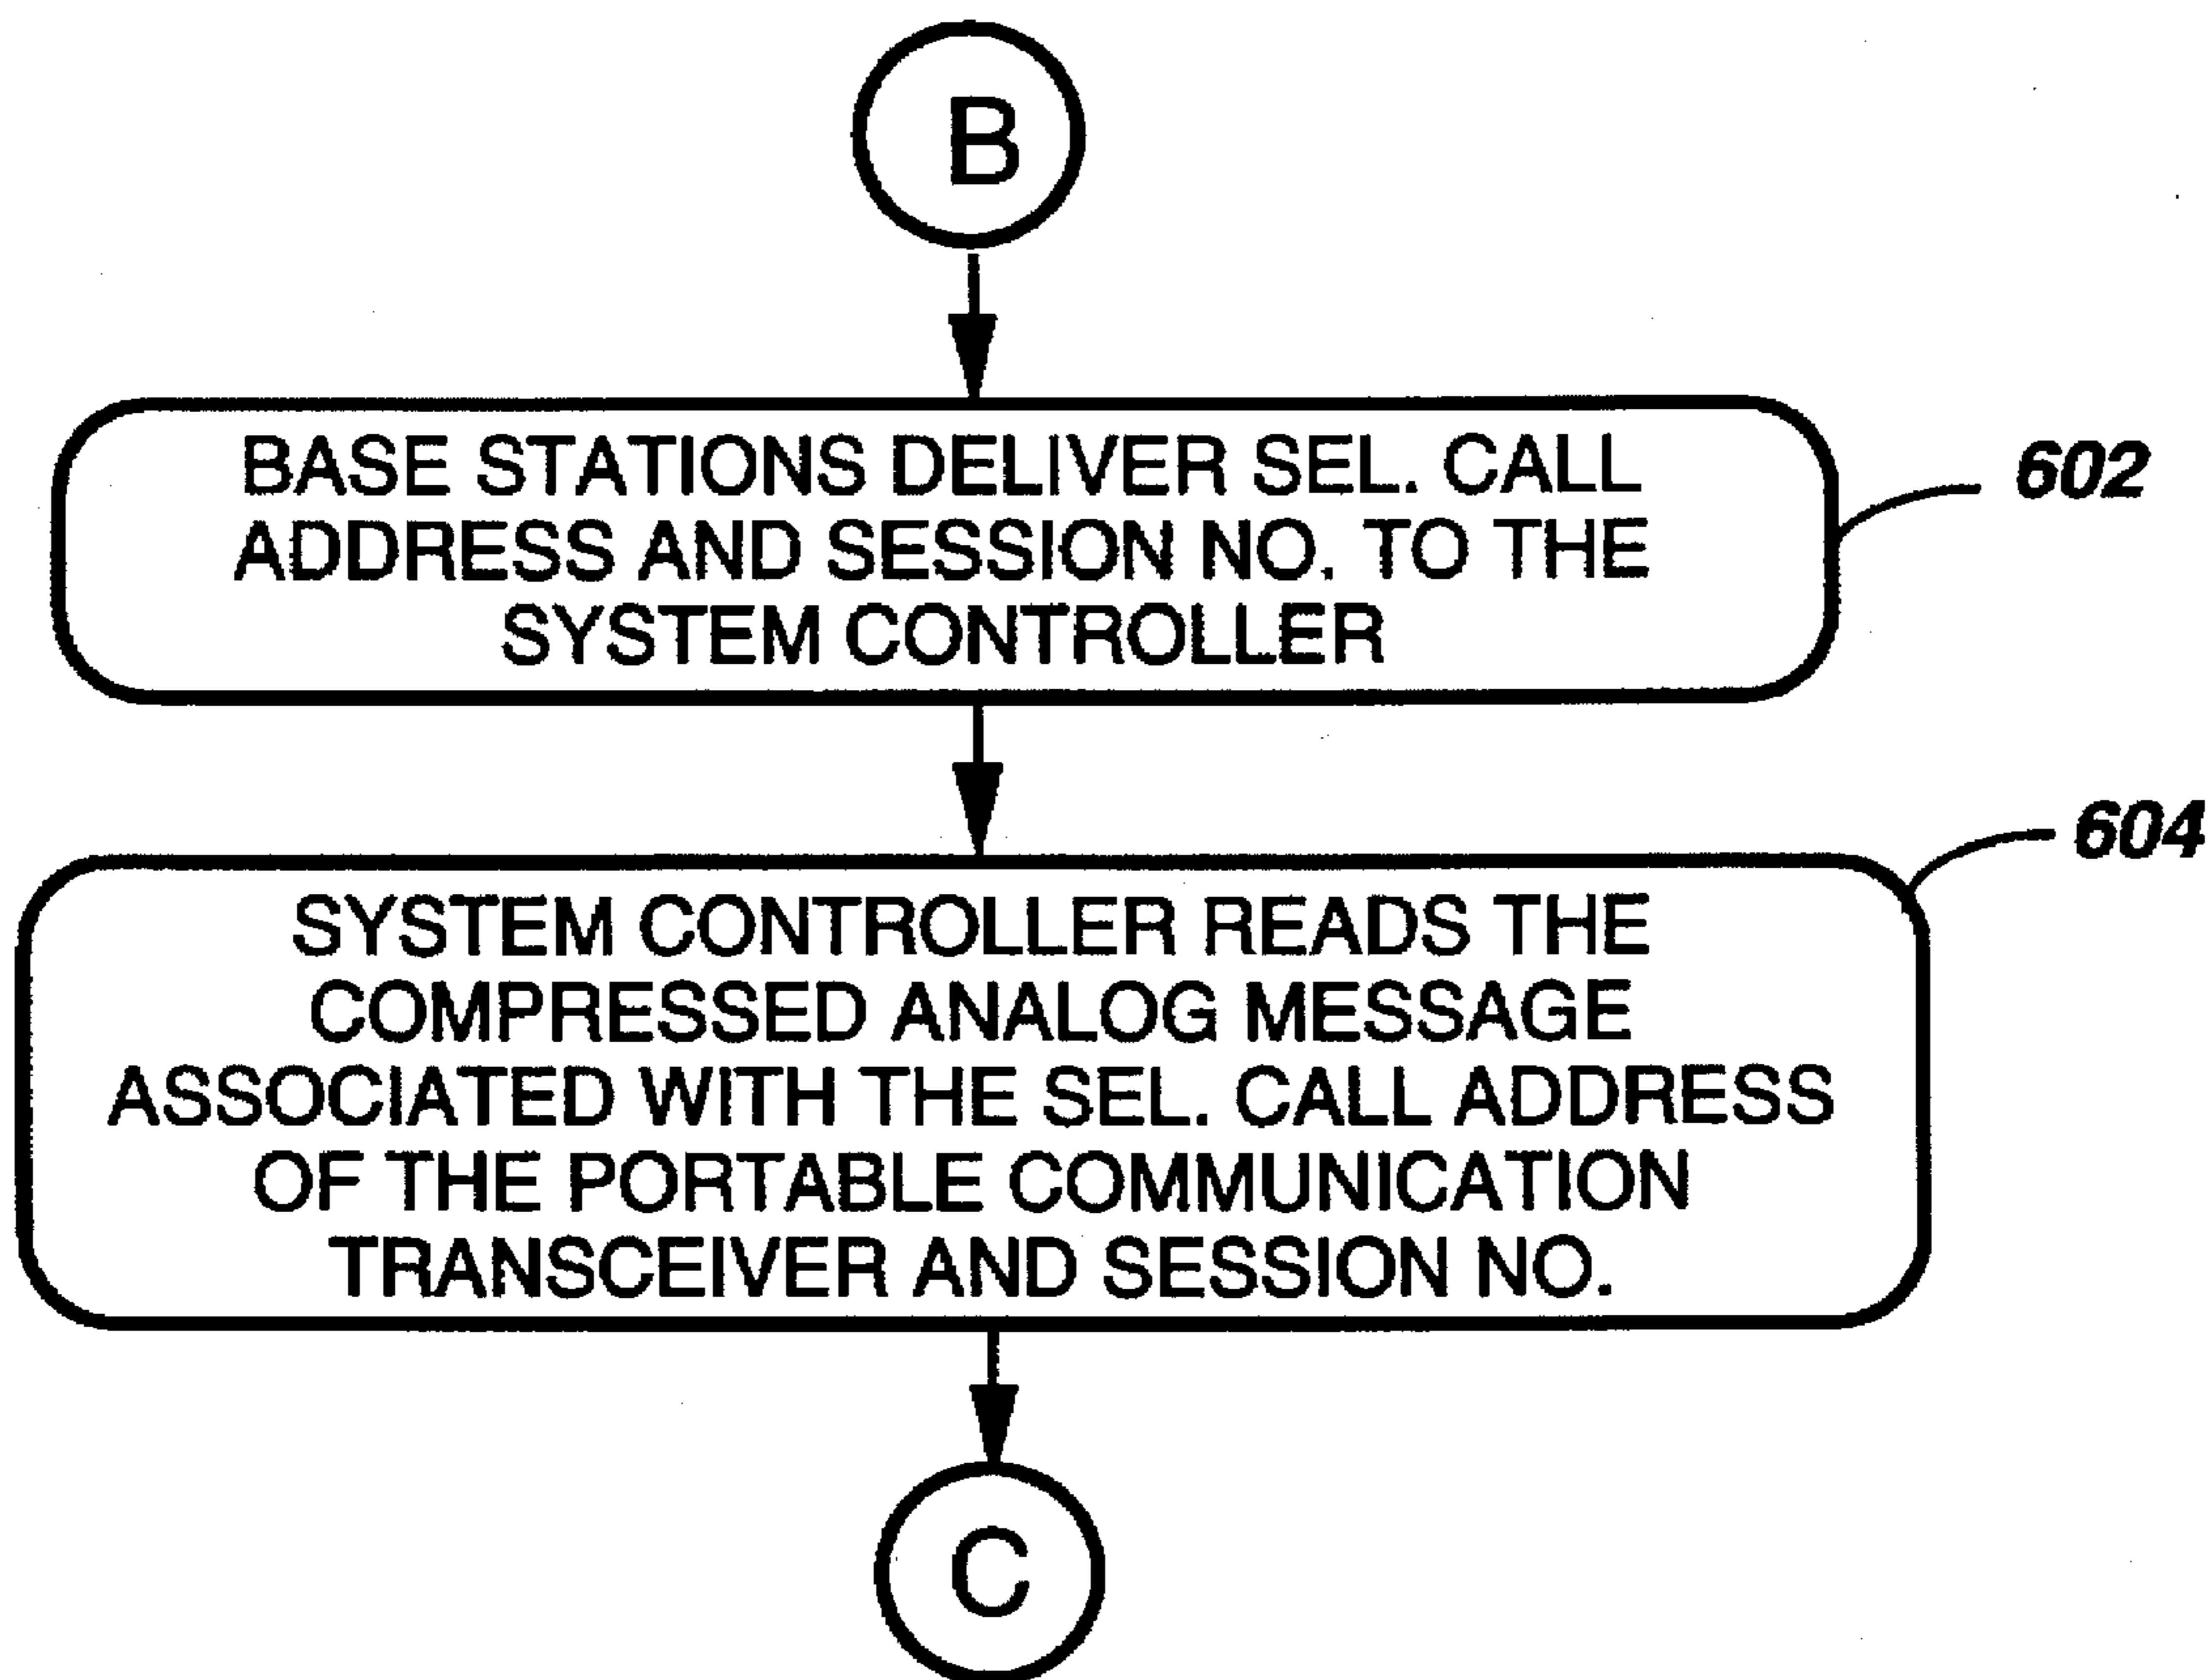 B
BASE STATIONS DELIVER SEL. CALL
ADDRESS AND SESSION NO. TO THE
SYSTEM CONTROLLER
602
604
SYSTEM CONTROLLER READS THE
COMPRESSED ANALOG MESSAGE
ASSOCIATED WITH THE SEL. CALL ADDRESS
OF THE PORTABLE COMMUNICATION
TRANSCEIVER AND SESSION NO.
C